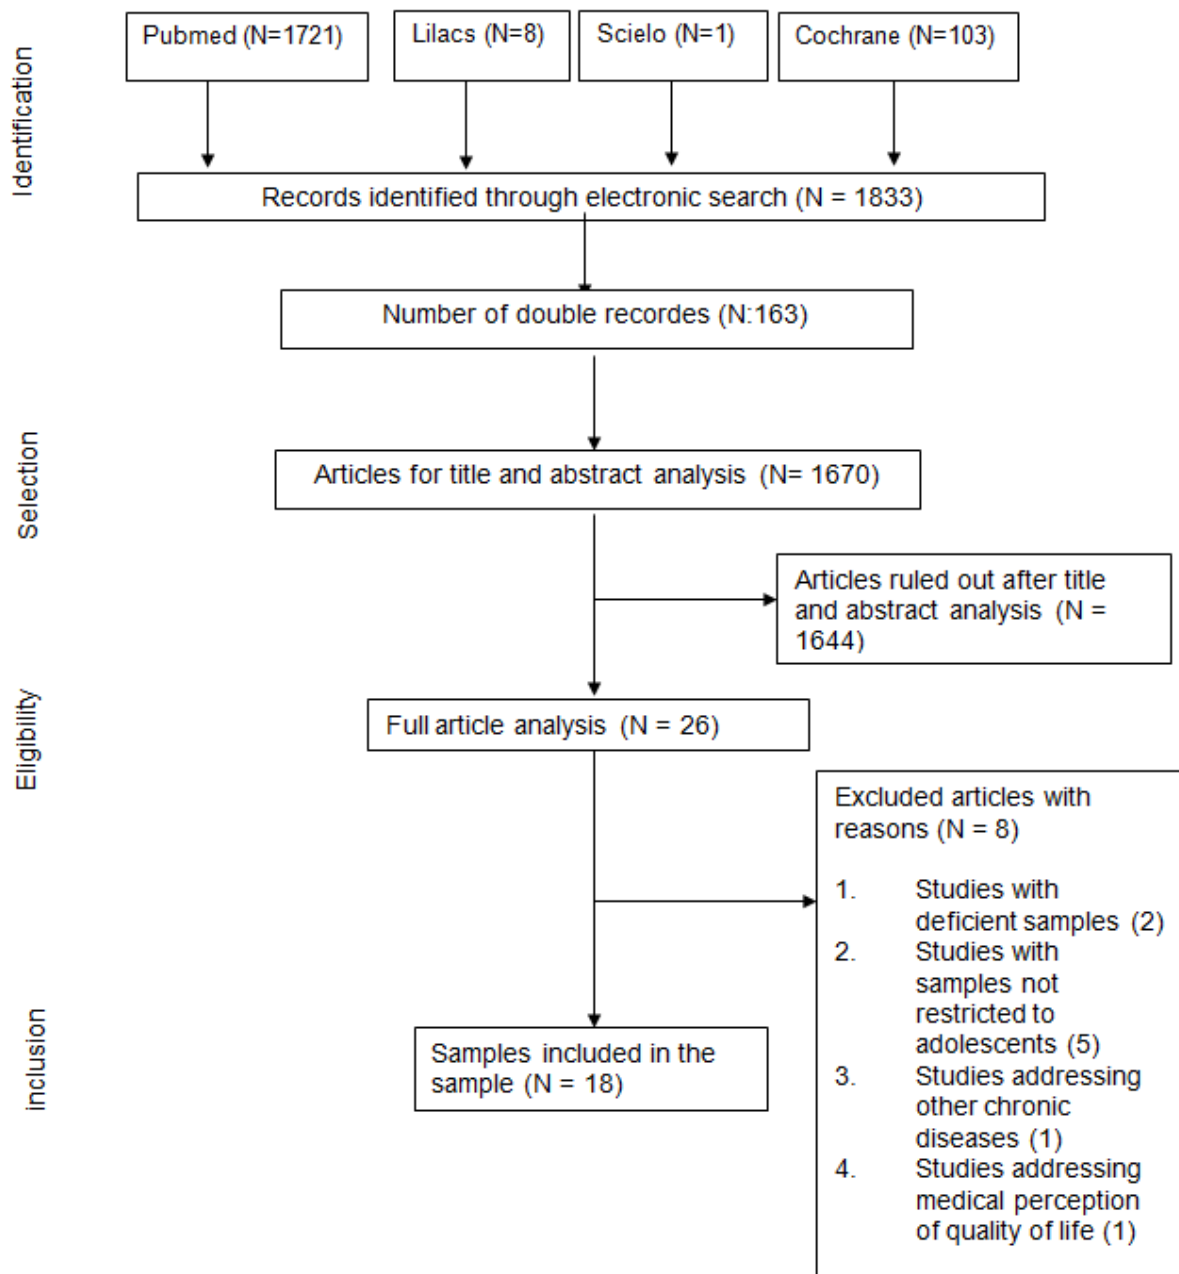 Identification
Pubmed (N=1721)
Lilacs (N=8)
Scielo (N=1)
Cochrane (N=103)
Records identified through electronic search (N = 1833)
Number of double recordes (N:163)
Selection
Articles for title and abstract analysis (N= 1670)
Articles ruled out after title
and abstract analysis (N =
1644)
Eligibility
Full article analysis (N = 26)
Excluded articles with
reasons (N = 8)
1. Studies with
deficient samples (2)
2. Studies with
samples not
restricted to
adolescents (5)
3. Studies addressing
other chronic
diseases (1)
4. Studies addressing
medical perception
of quality of life (1)
inclusion
Samples included in the
sample (N = 18)